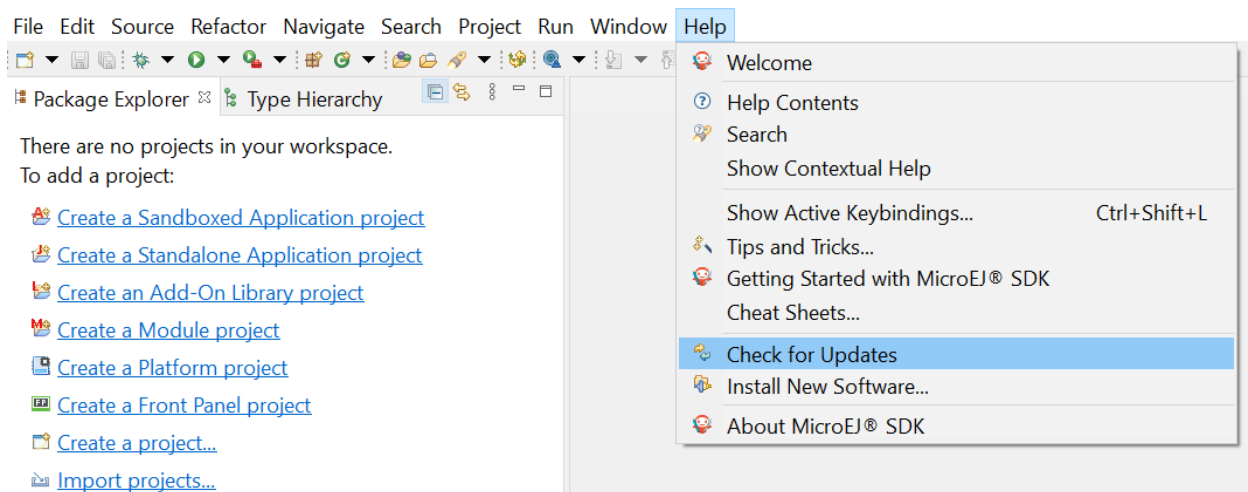 File Edit Source Refactor Navigate Search Project Run Window Help
Package Explorer Type Hierarchy
There are no projects in your workspace.
To add a project:
Create a Sandboxed Application project
Create a Standalone Application project
Create an Add-On Library project
Create a Module project
Create a Platform project
Create a Front Panel project
Create a project...
Import projects...
Welcome
Help Contents
Search
Show Contextual Help
Show Active Keybindings... Ctrl+Shift+L
Tips and Tricks...
Getting Started with MicroEJ® SDK
Cheat Sheets...
Check for Updates
Install New Software...
About MicroEJ® SDK